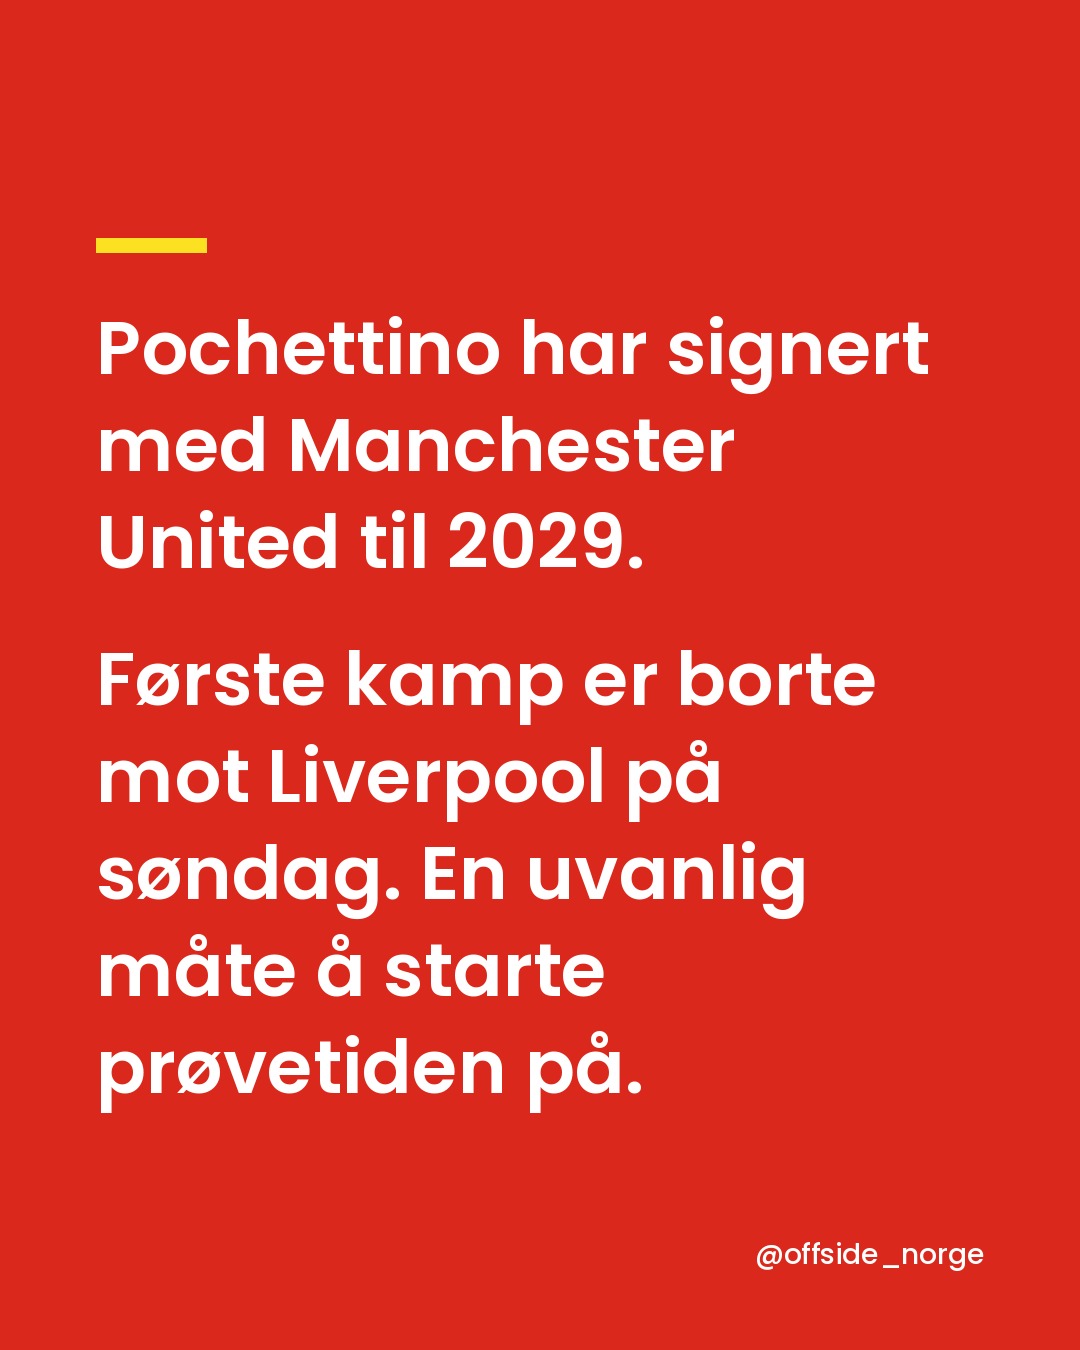 Pochettino har signert
med Manchester
United til 2029.
Første kamp er borte
mot Liverpool på
søndag. En uvanlig
måte å starte
prøvetiden på.
@offside_norge